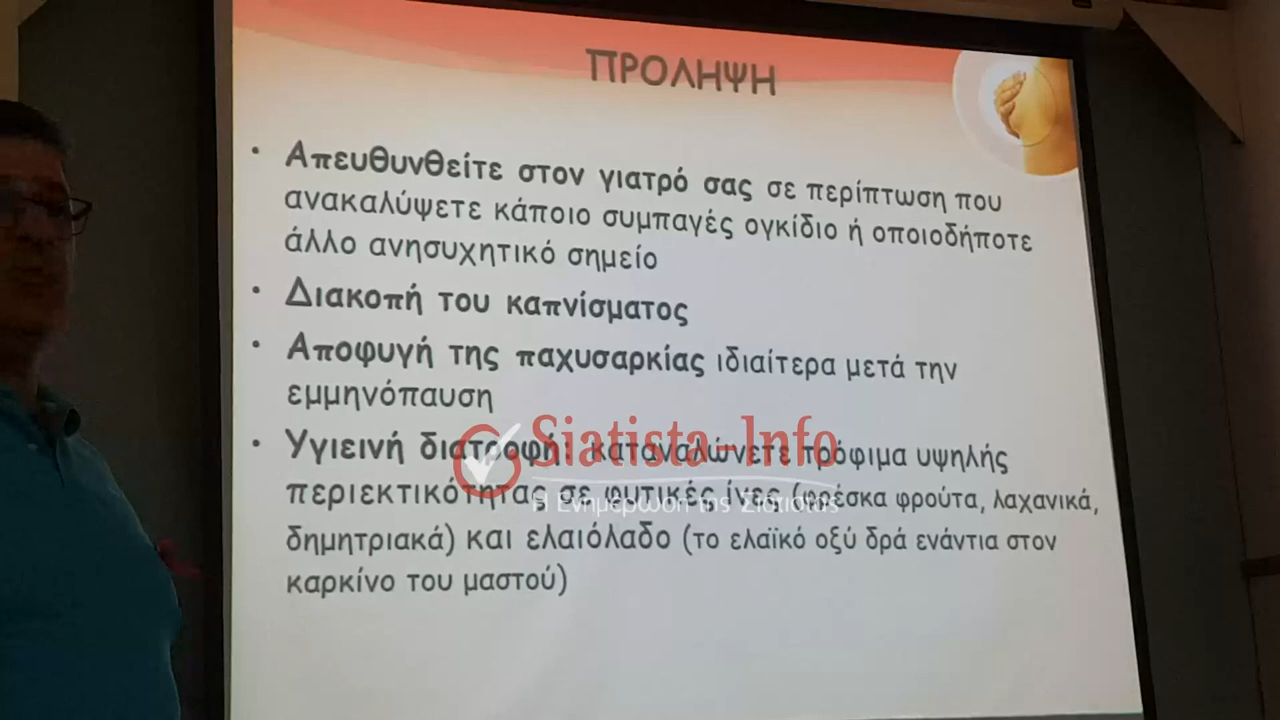 ΠΡΟΛΗΨΗ
• Απευθυνθείτε στον γιατρό σας σε περίπτωση που
ανακαλύψετε κάποιο συμπαγές ογκίδιο ή οποιοδήποτε
άλλο ανησυχητικό σημείο
• Διακοπή του καπνίσματος
• Αποφυγή της παχυσαρκίας ιδιαίτερα μετά την
εμμηνόπαυση
• Υγιεινή διατροφή: καταναλώνετε τρόφιμα υψηλής
περιεκτικότητας σε φυτικές ίνες (φρέσκα φρούτα, λαχανικά,
δημητριακά) και ελαιόλαδο (το ελαϊκό οξύ δρά ενάντια στον
καρκίνο του μαστού)
Siatista-Info
Η Ενημέρωση της Σιάτιστας